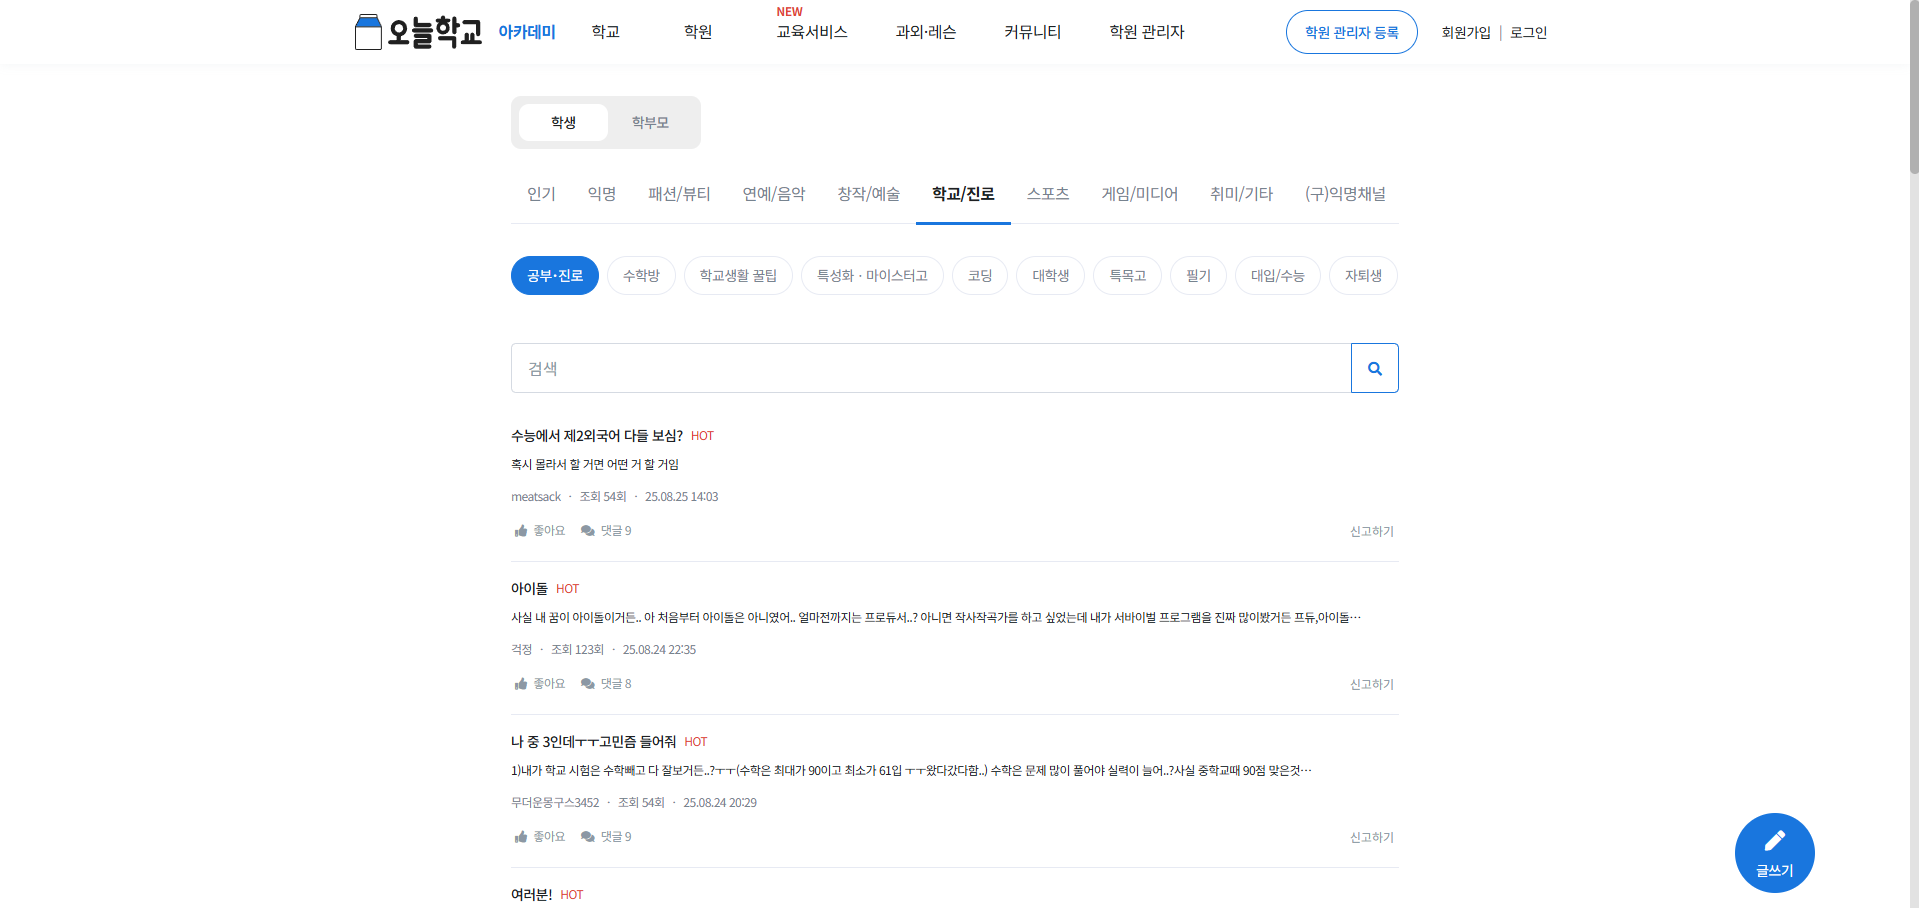 오늘학교 아카데미 학교 학원 NEW 교육서비스 과외·레슨 커뮤니티 학원 관리자 학원 관리자 등록 회원가입 | 로그인
학생 학부모
인기 익명 패션/뷰티 연예/음악 창작/예술 학교/진로 스포츠 게임/미디어 취미/기타 (구)익명채널
공부·진로 수학방 학교생활 꿀팁 특성화 · 마이스터고 코딩 대학생 특목고 필기 대입/수능 자퇴생
검색
수능에서 제2외국어 다들 보심? HOT
혹시 몰라서 할 거면 어떤 거 할 거임
meatsack · 조회 54회 · 25.08.25 14:03
좋아요 댓글 9 신고하기
아이돌 HOT
사실 내 꿈이 아이돌이거든.. 아 처음부터 아이돌은 아니였어.. 얼마전까지는 프로듀서..? 아니면 작사작곡가를 하고 싶었는데 내가 서바이벌 프로그램을 진짜 많이봤거든 프듀,아이돌…
걱정 · 조회 123회 · 25.08.24 22:35
좋아요 댓글 8 신고하기
나 중 3인데ㅜㅜ고민즘 들어줘 HOT
1)내가 학교 시험은 수학빼고 다 잘보거든..?ㅜㅜ(수학은 최대가 90이고 최소가 61입 ㅜㅜ왔다갔다함..) 수학은 문제 많이 풀어야 실력이 늘어..?사실 중학교때 90점 맞은것…
무더운몽구스3452 · 조회 54회 · 25.08.24 20:29
좋아요 댓글 9 신고하기
글쓰기
여러분! HOT